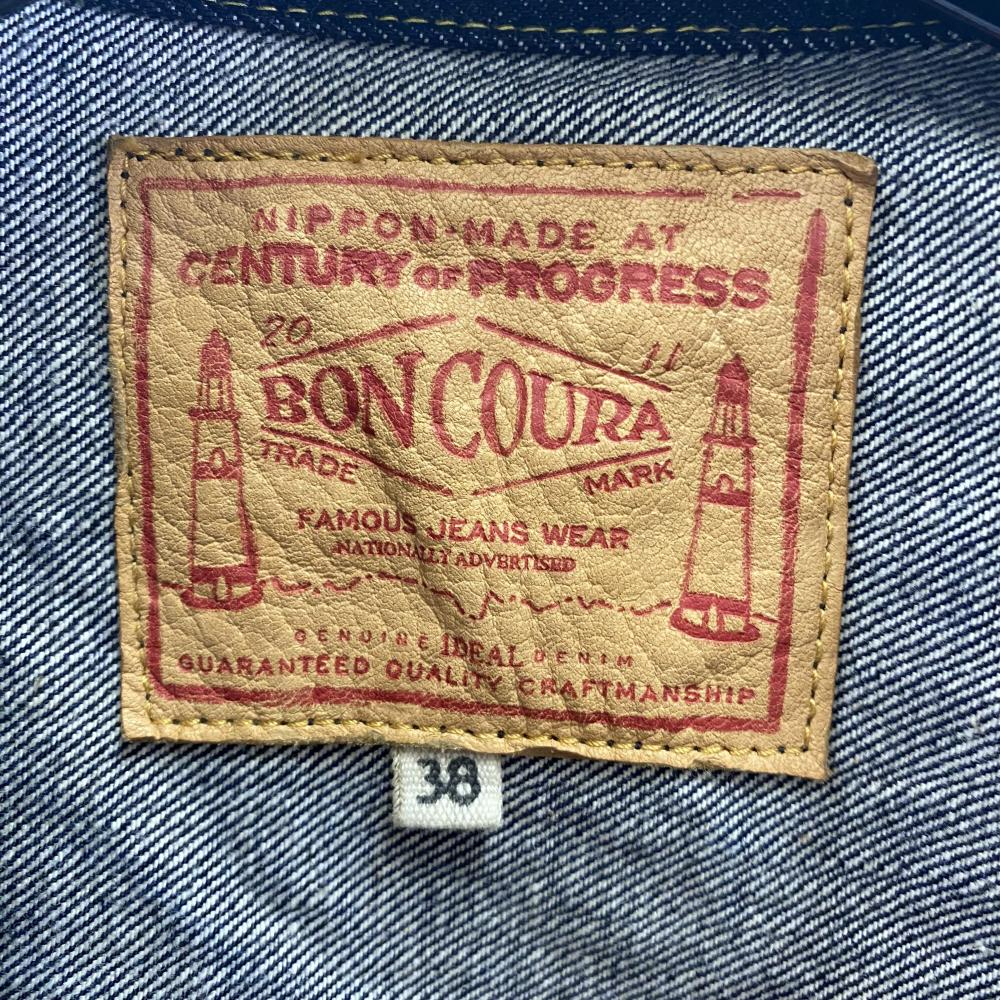 NIPPON-MADE AT
CENTURY OF PROGRESS
20 11
BONCOURA
TRADE MARK
FAMOUS JEANS WEAR
NATIONALLY ADVERTISED
GENUINE IDEAL DENIM
GUARANTEED QUALITY CRAFTMANSHIP
38